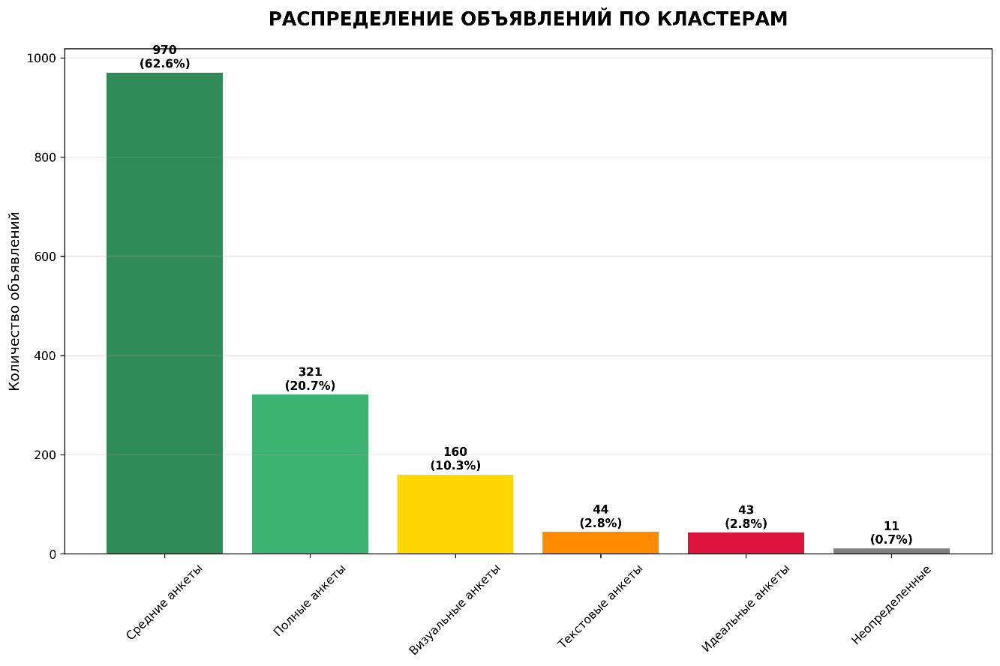 РАСПРЕДЕЛЕНИЕ ОБЪЯВЛЕНИЙ ПО КЛАСТЕРАМ
Количество объявлений
1000
800
600
400
200
0
970
(62.6%)
321
(20.7%)
160
(10.3%)
44
(2.8%)
43
(2.8%)
11
(0.7%)
Средние анкеты
Полные анкеты
Визуальные анкеты
Текстовые анкеты
Идеальные анкеты
Неопределенные